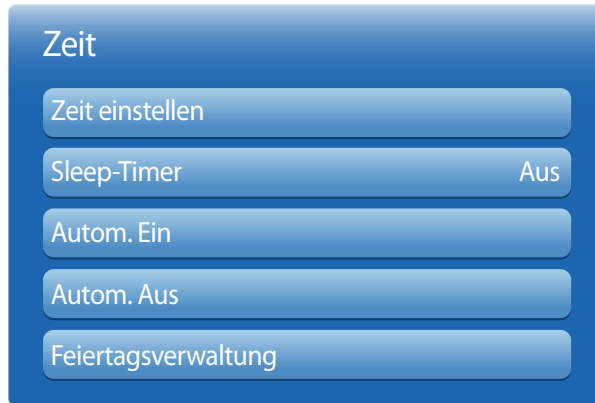 Zeit
Zeit einstellen
Sleep-Timer Aus
Autom. Ein
Autom. Aus
Feiertagsverwaltung